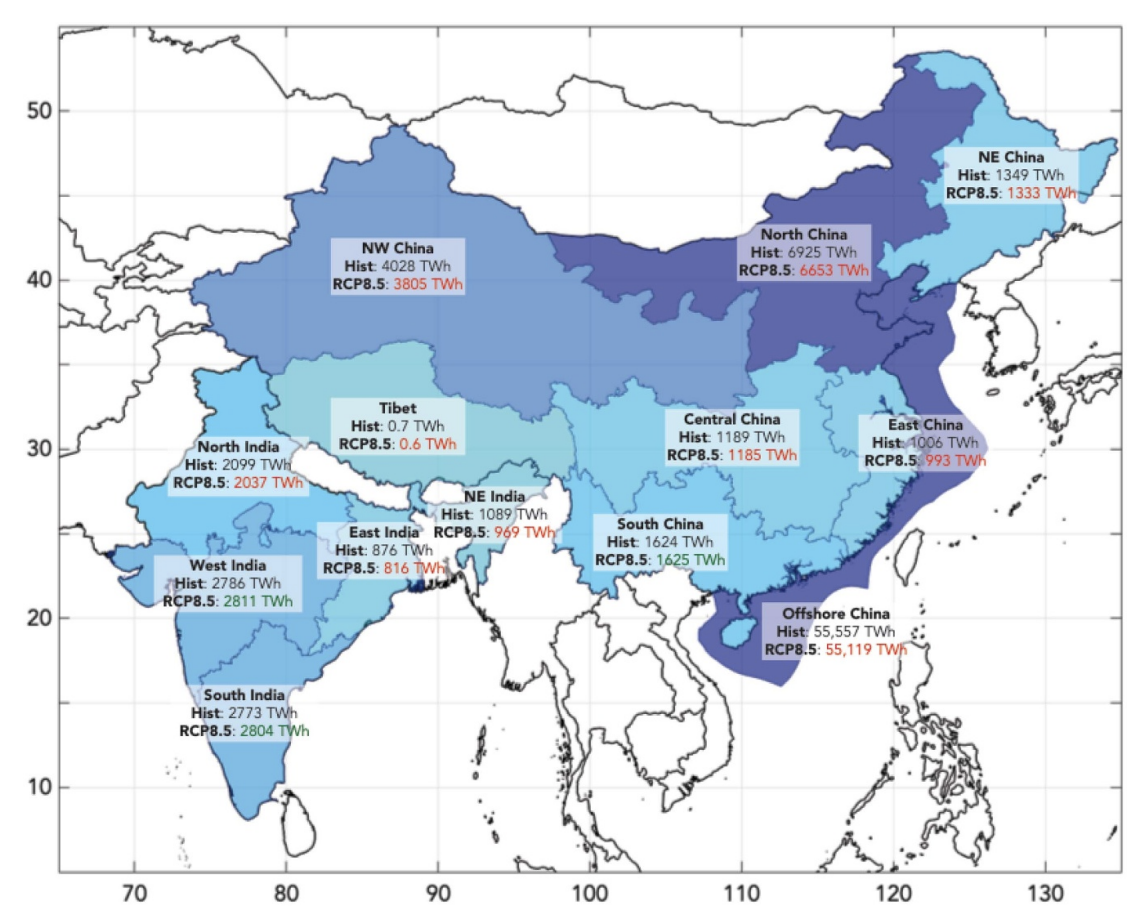 50
40
30
20
10
NE China
Hist: 1349 TWh
RCP8.5: 1333 TWh
North China
Hist: 6925 TWh
RCP8.5: 6653 TWh
NW China
Hist: 4028 TWh
RCP8.5: 3805 TWh
Tibet
Hist: 0.7 TWh
RCP8.5: 0.6 TWh
Central China
Hist: 1189 TWh
RCP8.5: 1185 TWh
East China
Hist: 1006 TWh
RCP8.5: 993 TWh
North India
Hist: 2099 TWh
RCP8.5: 2037 TWh
NE India
Hist: 1089 TWh
RCP8.5: 969 TWh
East India
Hist: 876 TWh
RCP8.5: 816 TWh
South China
Hist: 1624 TWh
RCP8.5: 1625 TWh
West India
Hist: 2786 TWh
RCP8.5: 2811 TWh
Offshore China
Hist: 55,557 TWh
RCP8.5: 55,119 TWh
South India
Hist: 2773 TWh
RCP8.5: 2804 TWh
70 80 90 100 110 120 130